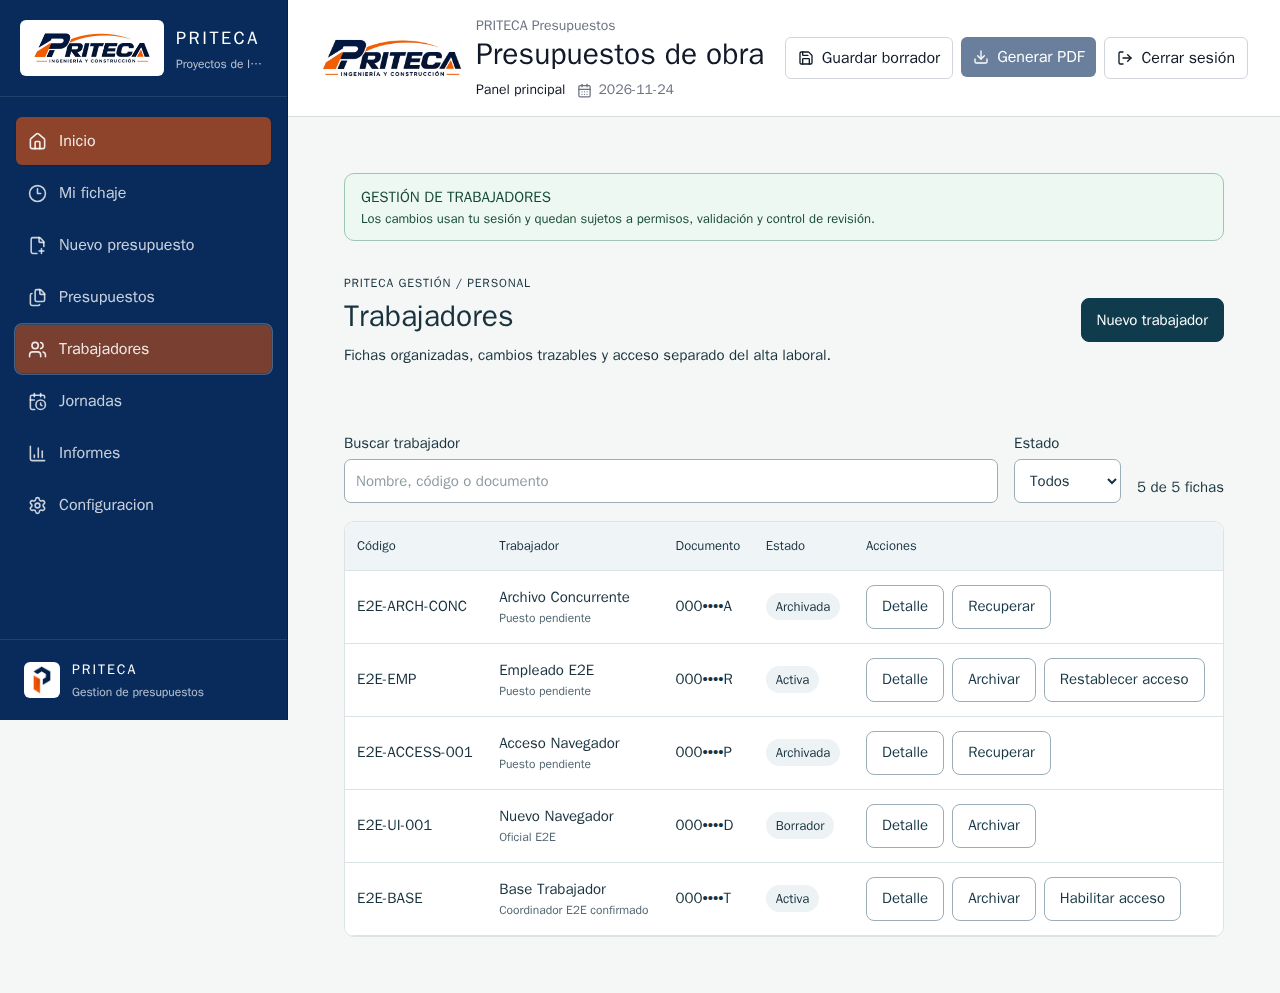 PRITECA
INGENIERÍA Y CONSTRUCCIÓN
PRITECA
Proyectos de I···
Inicio
Mi fichaje
Nuevo presupuesto
Presupuestos
Trabajadores
Jornadas
Informes
Configuracion
PRITECA
Gestion de presupuestos
PRITECA
INGENIERÍA Y CONSTRUCCIÓN
PRITECA Presupuestos
Presupuestos de obra
Panel principal 2026-11-24
Guardar borrador
Generar PDF
Cerrar sesión
GESTIÓN DE TRABAJADORES
Los cambios usan tu sesión y quedan sujetos a permisos, validación y control de revisión.
PRITECA GESTIÓN / PERSONAL
Trabajadores
Fichas organizadas, cambios trazables y acceso separado del alta laboral.
Nuevo trabajador
Buscar trabajador
Nombre, código o documento
Estado
Todos
5 de 5 fichas
Código Trabajador Documento Estado Acciones
E2E-ARCH-CONC Archivo Concurrente 000••••A Archivada Detalle Recuperar
Puesto pendiente
E2E-EMP Empleado E2E 000••••R Activa Detalle Archivar Restablecer acceso
Puesto pendiente
E2E-ACCESS-001 Acceso Navegador 000••••P Archivada Detalle Recuperar
Puesto pendiente
E2E-UI-001 Nuevo Navegador 000••••D Borrador Detalle Archivar
Oficial E2E
E2E-BASE Base Trabajador 000••••T Activa Detalle Archivar Habilitar acceso
Coordinador E2E confirmado